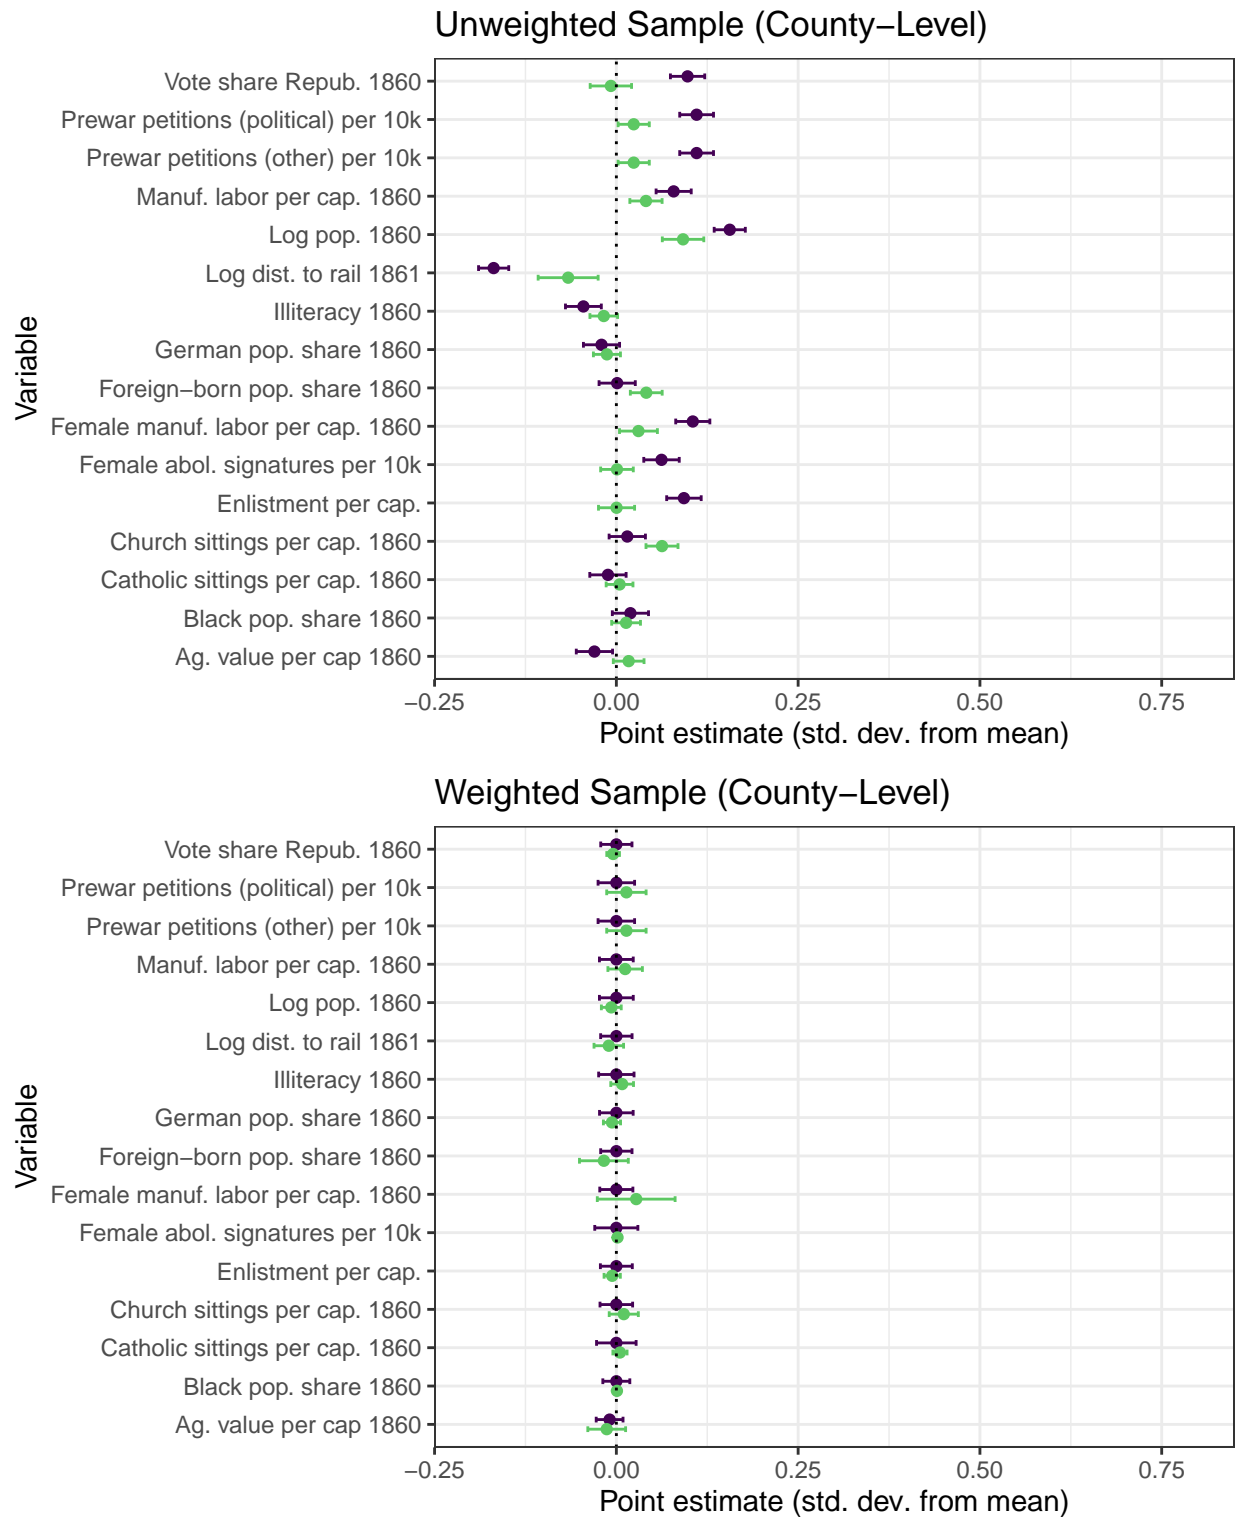 Unweighted Sample (County−Level)
Variable
Vote share Repub. 1860
Prewar petitions (political) per 10k
Prewar petitions (other) per 10k
Manuf. labor per cap. 1860
Log pop. 1860
Log dist. to rail 1861
Illiteracy 1860
German pop. share 1860
Foreign−born pop. share 1860
Female manuf. labor per cap. 1860
Female abol. signatures per 10k
Enlistment per cap.
Church sittings per cap. 1860
Catholic sittings per cap. 1860
Black pop. share 1860
Ag. value per cap 1860
−0.25 0.00 0.25 0.50 0.75
Point estimate (std. dev. from mean)
Weighted Sample (County−Level)
Variable
Vote share Repub. 1860
Prewar petitions (political) per 10k
Prewar petitions (other) per 10k
Manuf. labor per cap. 1860
Log pop. 1860
Log dist. to rail 1861
Illiteracy 1860
German pop. share 1860
Foreign−born pop. share 1860
Female manuf. labor per cap. 1860
Female abol. signatures per 10k
Enlistment per cap.
Church sittings per cap. 1860
Catholic sittings per cap. 1860
Black pop. share 1860
Ag. value per cap 1860
−0.25 0.00 0.25 0.50 0.75
Point estimate (std. dev. from mean)